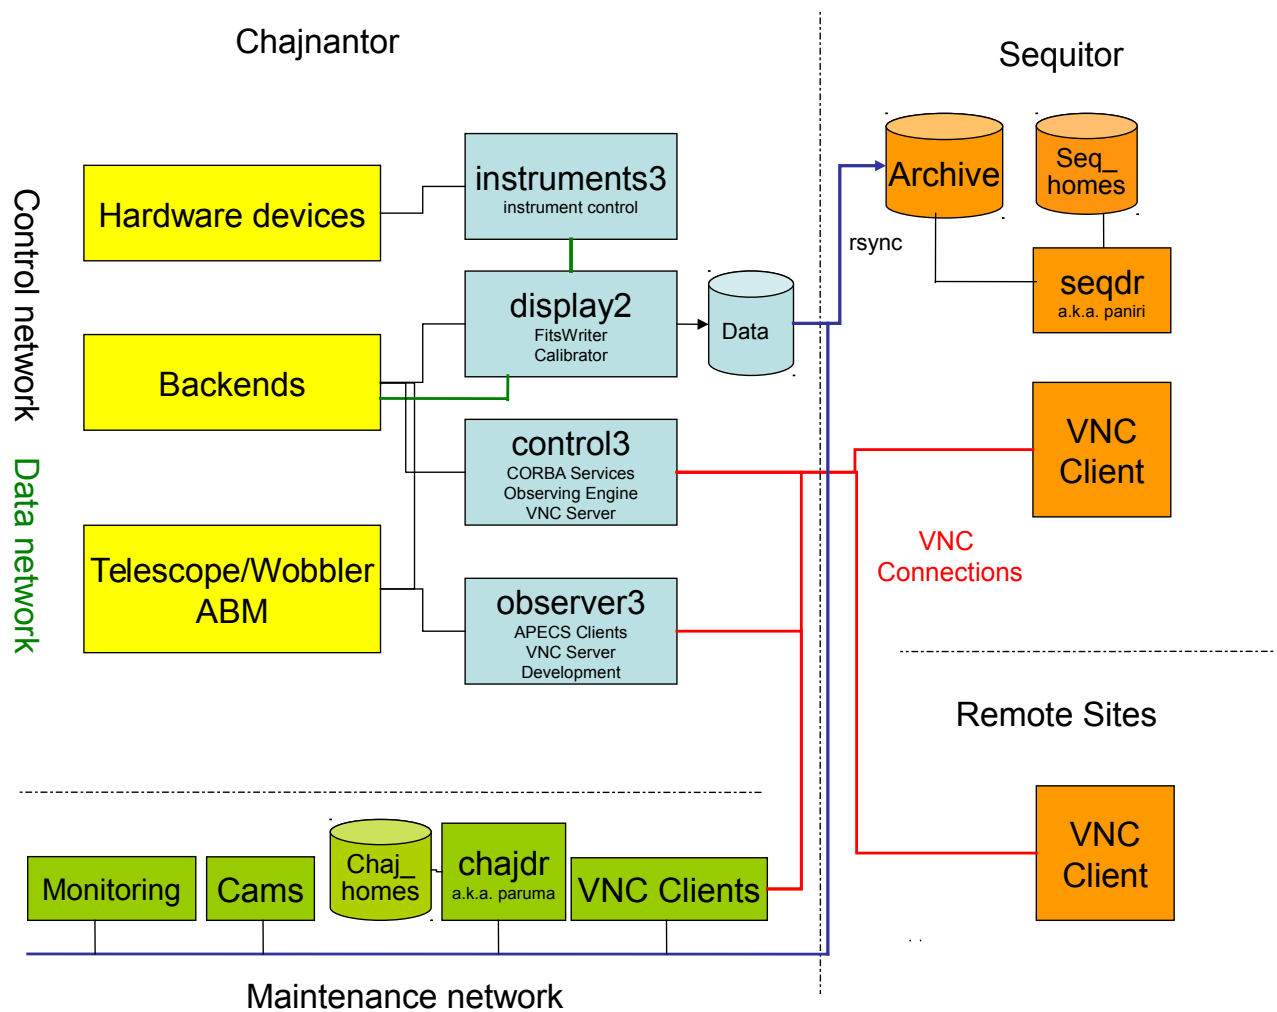 Chajnantor
Sequitor
Control network
Data network
Hardware devices
instruments3
instrument control
Archive
Seq_
homes
rsync
seqdr
a.k.a. paniri
display2
FitsWriter
Calibrator
Data
Backends
control3
CORBA Services
Observing Engine
VNC Server
VNC
Client
VNC
Connections
Telescope/Wobbler
ABM
observer3
APECS Clients
VNC Server
Development
Remote Sites
VNC
Client
Monitoring
Cams
Chaj_
homes
chajdr
a.k.a. paruma
VNC Clients
Maintenance network